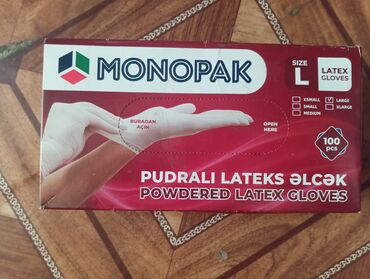 MONOPAK
SIZE
L
LATEX
GLOVES
XSMALL
SMALL
MEDIUM
LARGE
XLARGE
BURADAN
AÇIN
OPEN
HERE
100
pcs
PUDRALI LATEKS ƏLCƏK
POWDERED LATEX GLOVES